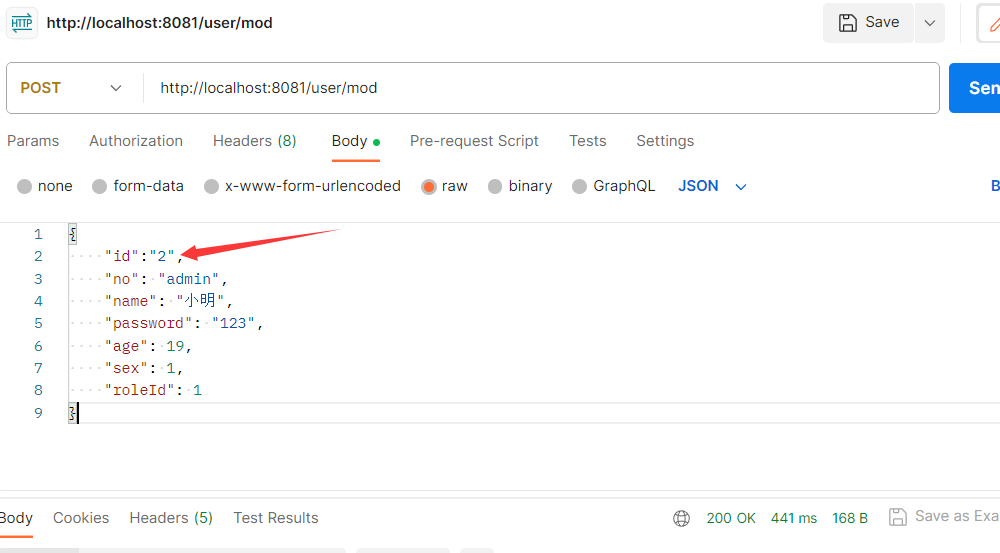 HTTP http://localhost:8081/user/mod Save
POST http://localhost:8081/user/mod
Params Authorization Headers (8) Body Pre-request Script Tests Settings
none form-data x-www-form-urlencoded raw binary GraphQL JSON B
1 {
2 "id":"2",
3 "no": "admin",
4 "name": "小明",
5 "password": "123",
6 "age": 19,
7 "sex": 1,
8 "roleId": 1
9 }
Body Cookies Headers (5) Test Results 200 OK 441 ms 168 B Save as Exa